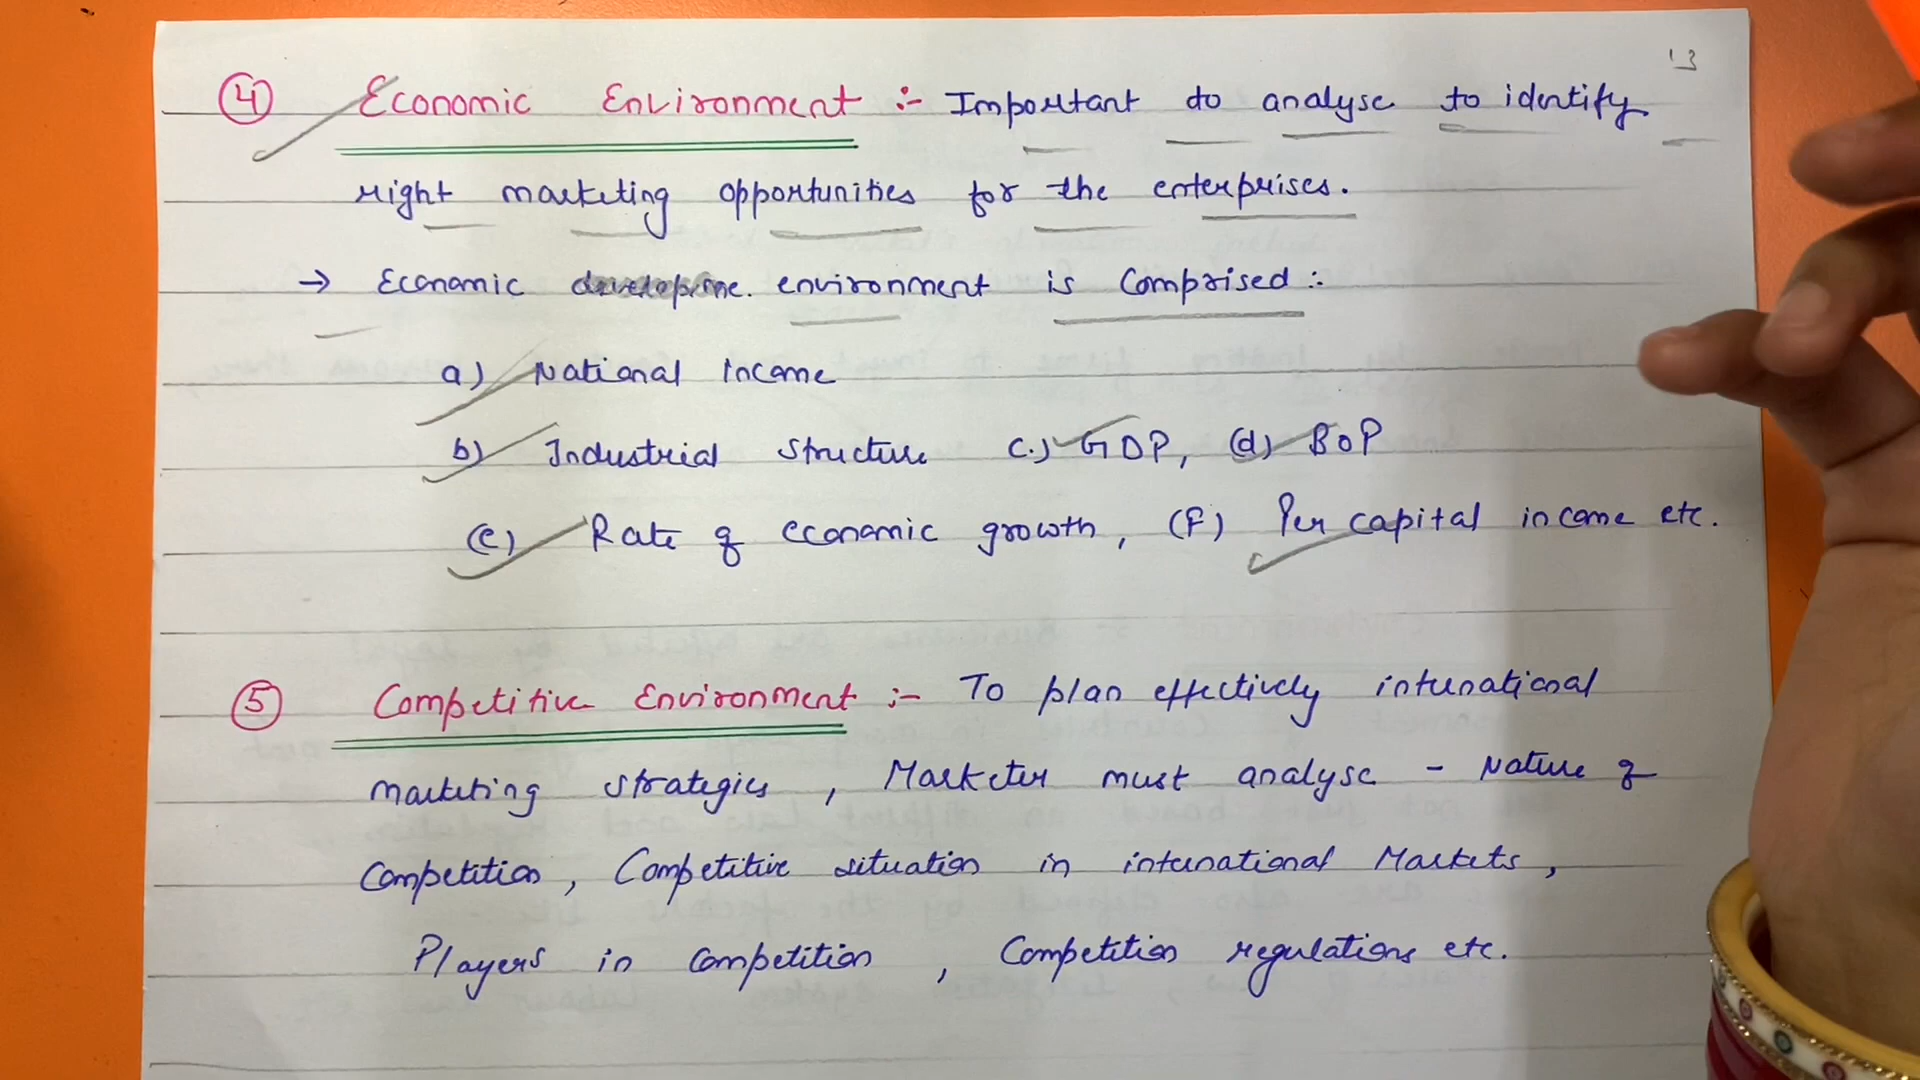 13
④ Economic Environment :- Important to analyse to identify
right marketing opportunities for the enterprises.
→ Economic environment is comprised :-
a) National Income
b) Industrial structure c.) GDP, (d) BOP
(e) Rate of economic growth, (F) Per capital income etc.
⑤ Competitive Environment :- To plan effectively international
marketing strategies, Marketer must analyse - Nature of
Competition, Competitive situation in international Markets,
Players in competition, Competition regulations etc.